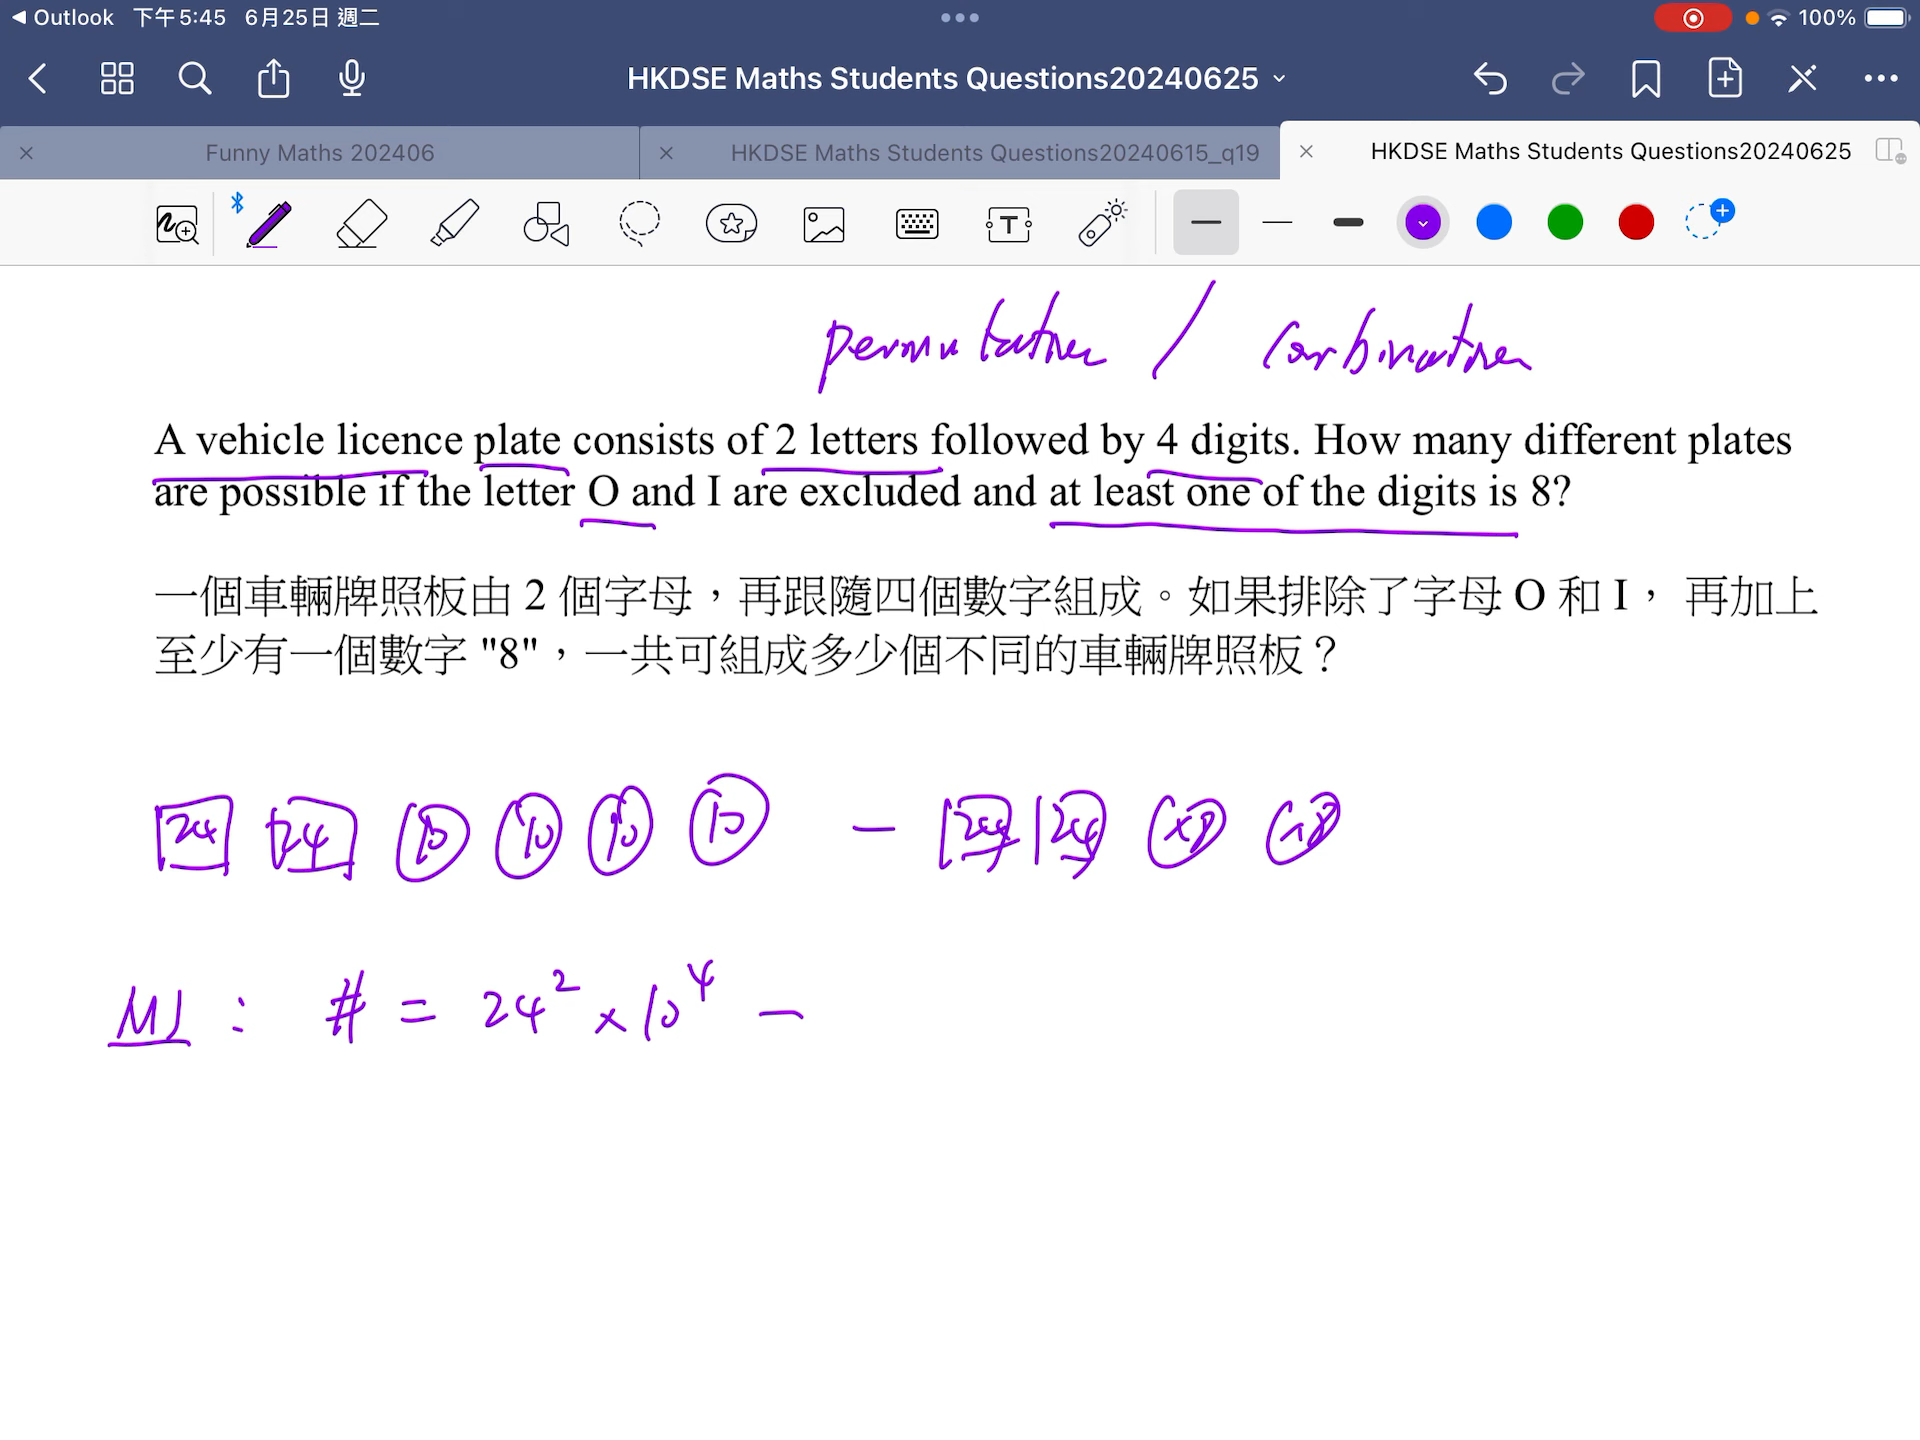 Outlook 下午5:45 6月25日 週二 100%
HKDSE Maths Students Questions20240625
Funny Maths 202406 HKDSE Maths Students Questions20240615_q19 HKDSE Maths Students Questions20240625
permutation / combination
A vehicle licence plate consists of 2 letters followed by 4 digits. How many different plates
are possible if the letter O and I are excluded and at least one of the digits is 8?
一個車輛牌照板由 2 個字母，再跟隨四個數字組成。如果排除了字母 O 和 I， 再加上
至少有一個數字 "8"，一共可組成多少個不同的車輛牌照板？
24 24 10 10 10 10 − 24 24
M1 : # = 24² × 10⁴ −